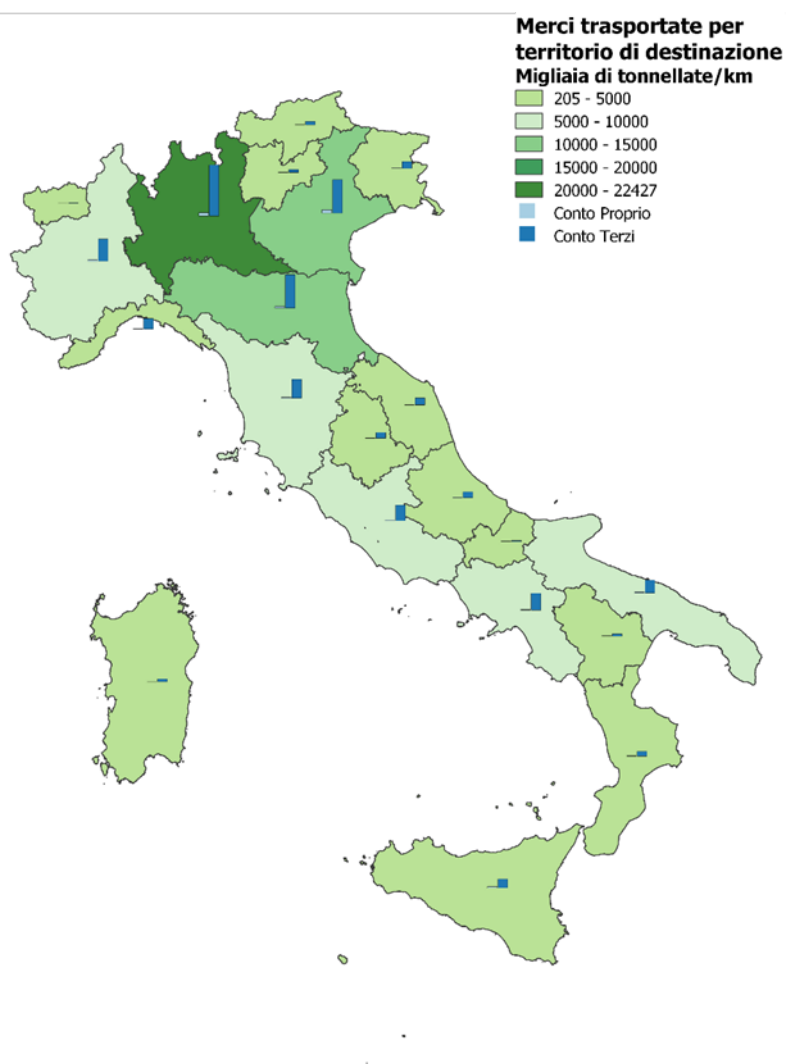 Merci trasportate per
territorio di destinazione
Migliaia di tonnellate/km
205 - 5000
5000 - 10000
10000 - 15000
15000 - 20000
20000 - 22427
Conto Proprio
Conto Terzi